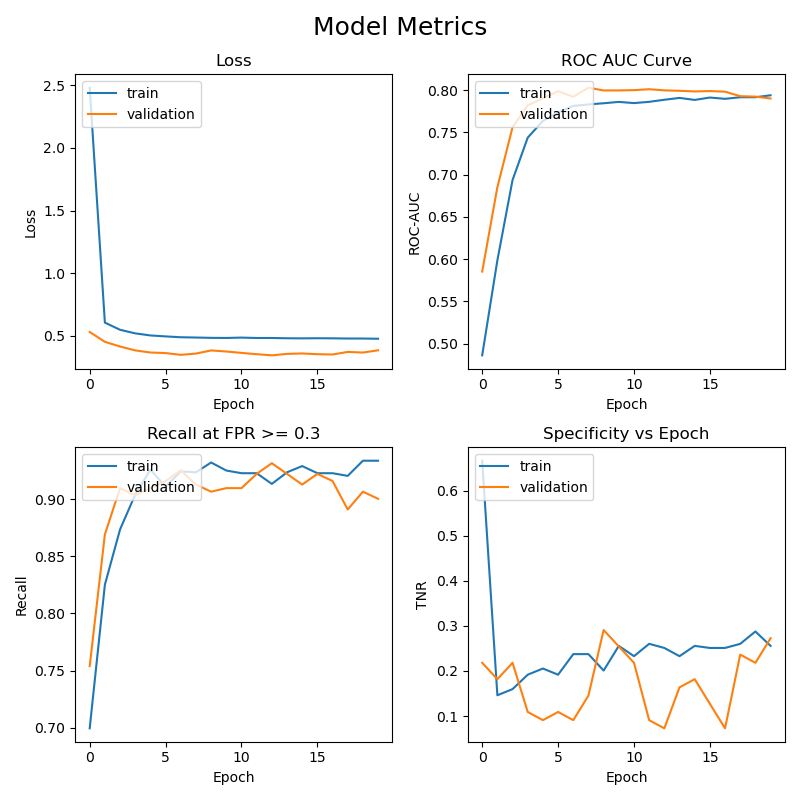 Model Metrics
Loss
train
validation
2.5
2.0
1.5
1.0
0.5
Loss
0
5
10
15
Epoch
ROC AUC Curve
train
validation
0.80
0.75
0.70
0.65
0.60
0.55
0.50
ROC-AUC
0
5
10
15
Epoch
Recall at FPR >= 0.3
train
validation
0.90
0.85
0.80
0.75
0.70
Recall
0
5
10
15
Epoch
Specificity vs Epoch
train
validation
0.6
0.5
0.4
0.3
0.2
0.1
TNR
0
5
10
15
Epoch